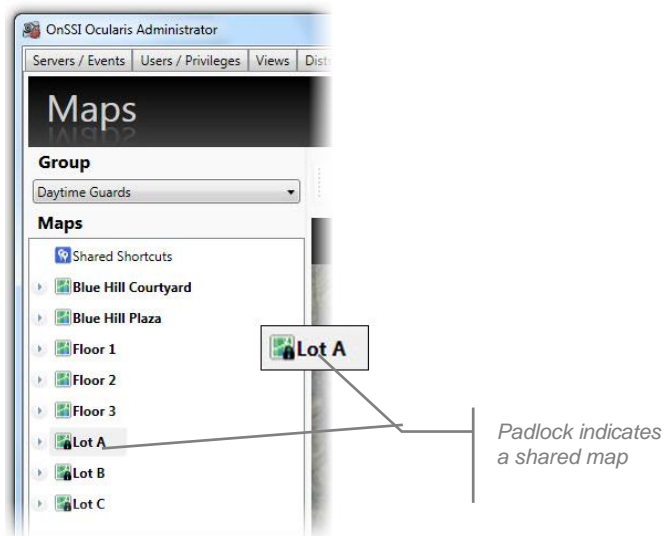 OnSSI Ocularis Administrator
Servers / Events Users / Privileges Views Dist
Maps
Group
Daytime Guards
Maps
Shared Shortcuts
Blue Hill Courtyard
Blue Hill Plaza
Floor 1
Lot A
Floor 2
Floor 3
Lot A
Lot B
Lot C
Padlock indicates
a shared map